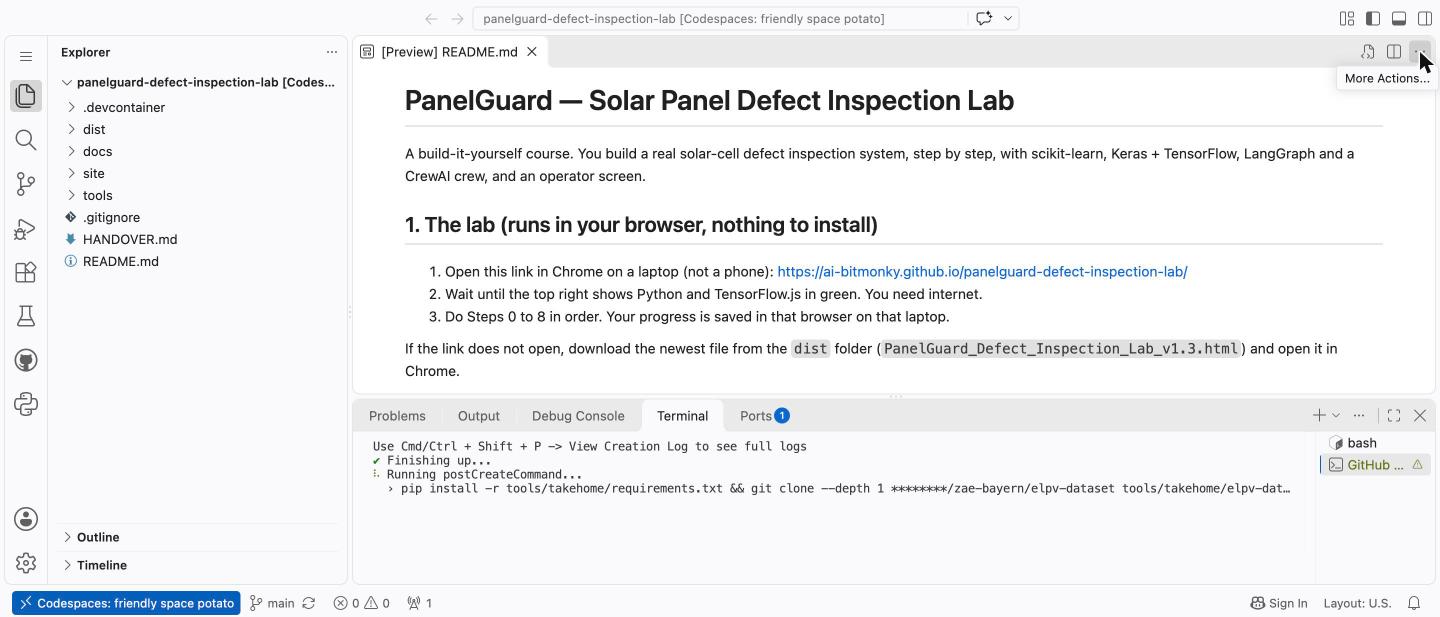 panelguard-defect-inspection-lab [Codespaces: friendly space potato]
Explorer
[Preview] README.md
More Actions...
panelguard-defect-inspection-lab [Codes...
.devcontainer
dist
docs
site
tools
.gitignore
HANDOVER.md
README.md
Outline
Timeline
PanelGuard — Solar Panel Defect Inspection Lab
A build-it-yourself course. You build a real solar-cell defect inspection system, step by step, with scikit-learn, Keras + TensorFlow, LangGraph and a
CrewAI crew, and an operator screen.
1. The lab (runs in your browser, nothing to install)
1. Open this link in Chrome on a laptop (not a phone): https://ai-bitmonky.github.io/panelguard-defect-inspection-lab/
2. Wait until the top right shows Python and TensorFlow.js in green. You need internet.
3. Do Steps 0 to 8 in order. Your progress is saved in that browser on that laptop.
If the link does not open, download the newest file from the dist folder (PanelGuard_Defect_Inspection_Lab_v1.3.html) and open it in
Chrome.
Problems Output Debug Console Terminal Ports 1
Use Cmd/Ctrl + Shift + P -> View Creation Log to see full logs
✔ Finishing up...
⠧ Running postCreateCommand...
› pip install -r tools/takehome/requirements.txt && git clone --depth 1 ********/zae-bayern/elpv-dataset tools/takehome/elpv-dat…
bash
GitHub ...
Codespaces: friendly space potato main 0 0 1 Sign In Layout: U.S.